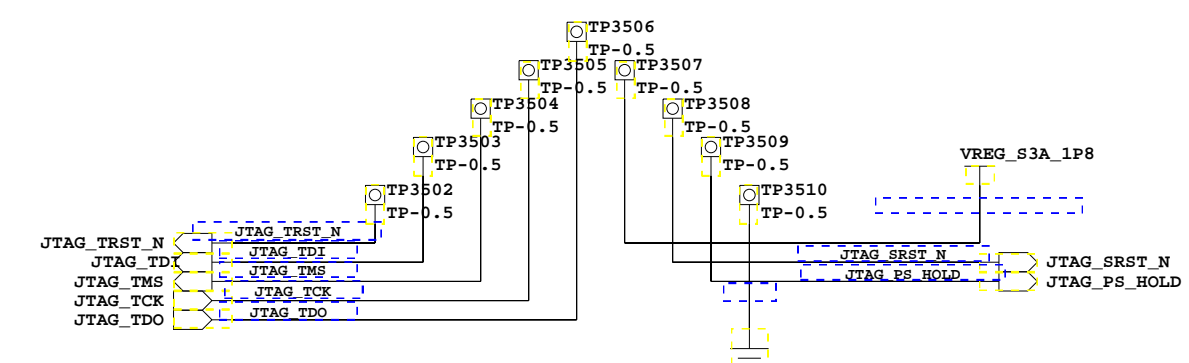 TP3506
TP-0.5
TP3505
TP-0.5
TP3507
TP-0.5
TP3504
TP-0.5
TP3508
TP-0.5
TP3503
TP-0.5
TP3509
TP-0.5
VREG_S3A_1P8
TP3502
TP-0.5
TP3510
TP-0.5
JTAG_TRST_N
JTAG_TRST_N
JTAG_TDI
JTAG_TDI
JTAG_SRST_N
JTAG_SRST_N
JTAG_TMS
JTAG_TMS
JTAG_PS_HOLD
JTAG_PS_HOLD
JTAG_TCK
JTAG_TCK
JTAG_TDO
JTAG_TDO